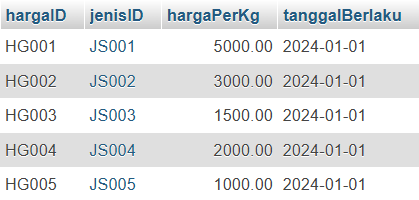 hargaID jenisID hargaPerKg tanggalBerlaku
HG001 JS001 5000.00 2024-01-01
HG002 JS002 3000.00 2024-01-01
HG003 JS003 1500.00 2024-01-01
HG004 JS004 2000.00 2024-01-01
HG005 JS005 1000.00 2024-01-01